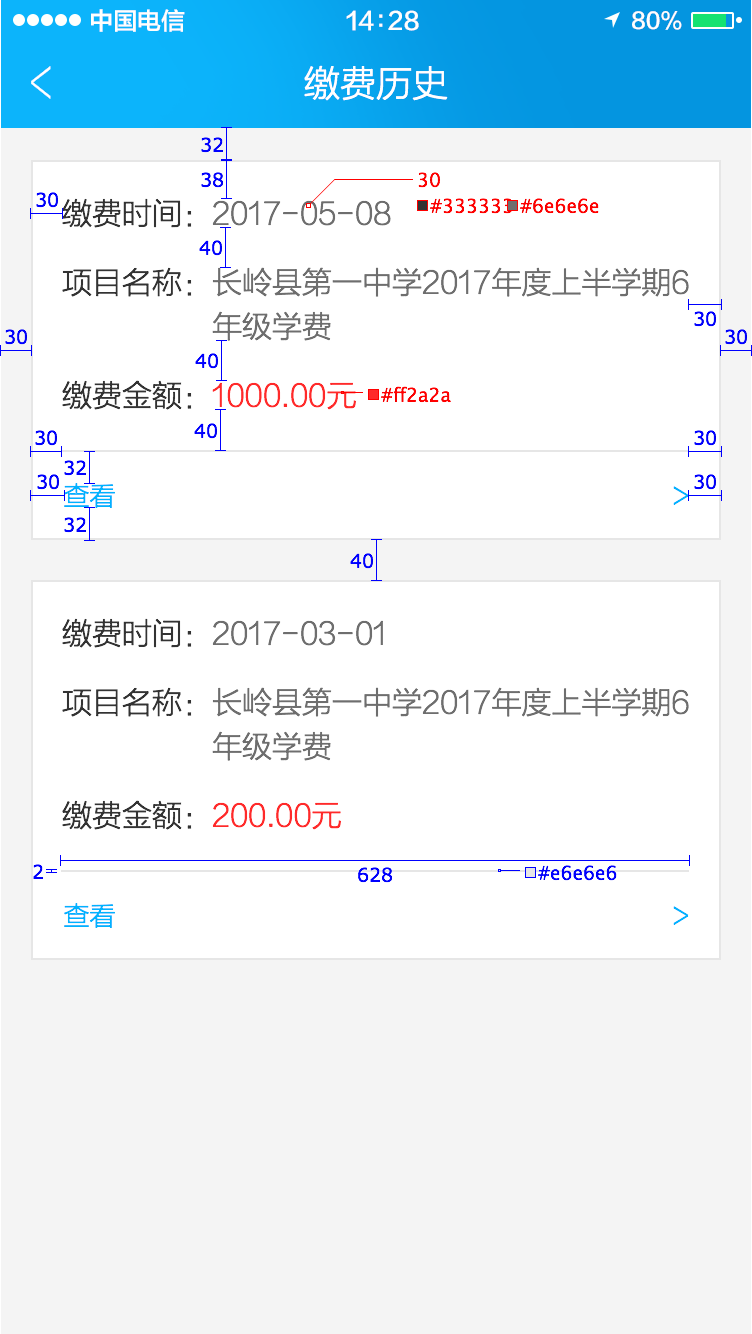 中国电信 14:28 80%
缴费历史
32
38
30
#333333 #6e6e6e
30
缴费时间：2017-05-08
40
项目名称：长岭县第一中学2017年度上半学期6
年级学费
30
30
30
40
缴费金额：1000.00元 #ff2a2a
40
30
30
32
30
30
查看 >
32
40
缴费时间：2017-03-01
项目名称：长岭县第一中学2017年度上半学期6
年级学费
缴费金额：200.00元
2
628
#e6e6e6
查看 >